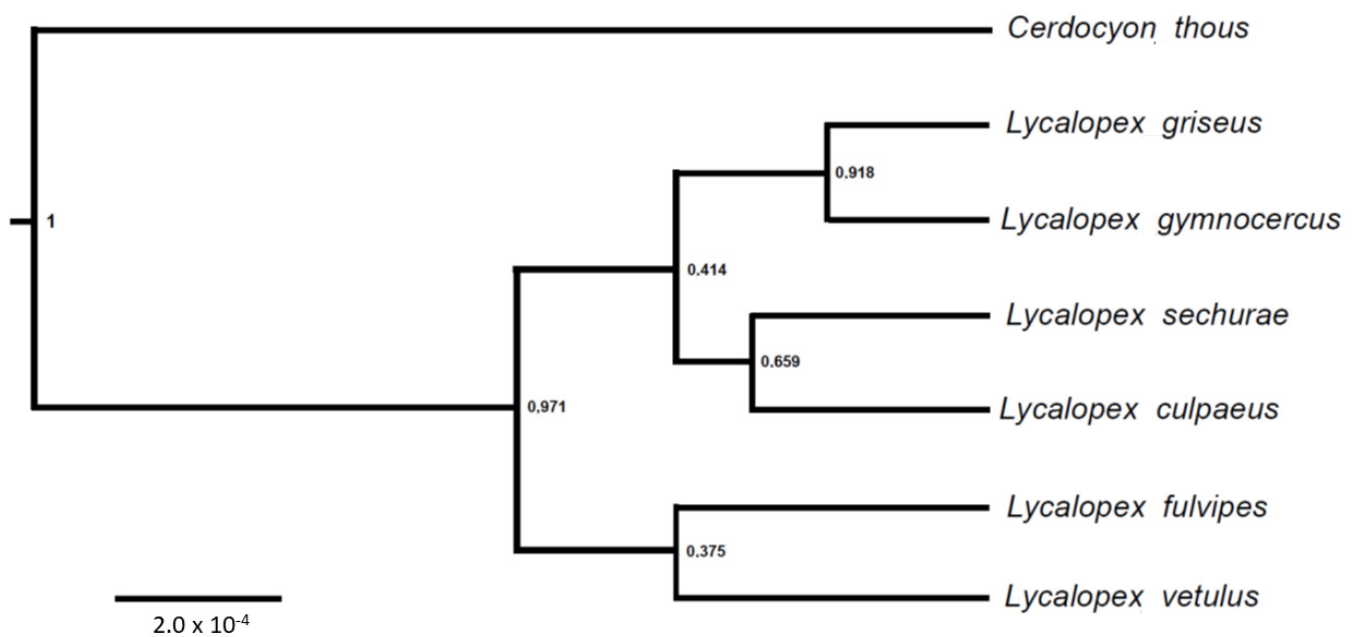 Cerdocyon thous
Lycalopex griseus
0.918
Lycalopex gymnocercus
1
0.414
Lycalopex sechurae
0.659
0.971
Lycalopex culpaeus
Lycalopex fulvipes
0.375
Lycalopex vetulus
2.0 x 10⁻⁴